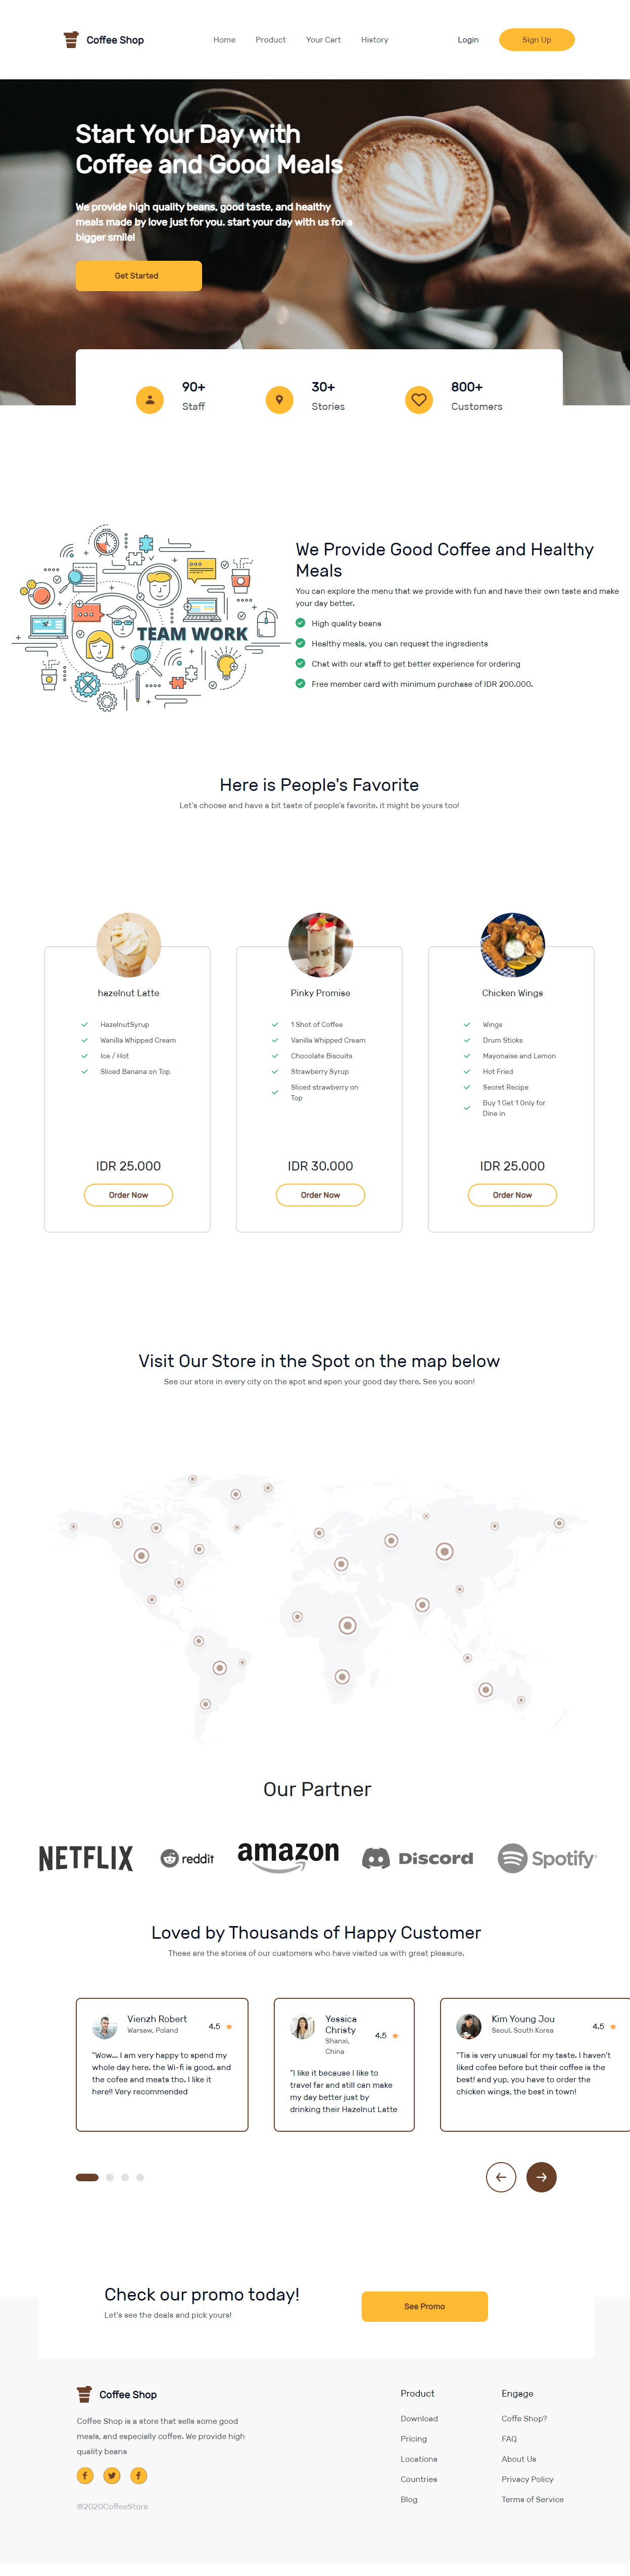 Coffee Shop
Home Product Your Cart History
Login Sign Up
Start Your Day with
Coffee and Good Meals
We provide high quality beans, good taste, and healthy
meals made by love just for you. start your day with us for a
bigger smile!
Get Started
90+
Staff
30+
Stories
800+
Customers
TEAM WORK
We Provide Good Coffee and Healthy
Meals
You can explore the menu that we provide with fun and have their own taste and make
your day better.
High quality beans
Healthy meals, you can request the ingredients
Chat with our staff to get better experience for ordering
Free member card with minimum purchase of IDR 200.000.
Here is People's Favorite
Let's choose and have a bit taste of people's favorite. it might be yours too!
hazelnut Latte
HazelnutSyrup
Wanilla Whipped Cream
Ice / Hot
Sliced Banana on Top
IDR 25.000
Order Now
Pinky Promise
1 Shot of Coffee
Vanilla Whipped Cream
Chocolate Biscuits
Strawberry Syrup
Sliced strawberry on
Top
IDR 30.000
Order Now
Chicken Wings
Wings
Drum Sticks
Mayonaise and Lemon
Hot Fried
Secret Recipe
Buy 1 Get 1 Only for
Dine in
IDR 25.000
Order Now
Visit Our Store in the Spot on the map below
See our store in every city on the spot and spen your good day there. See you soon!
Our Partner
NETFLIX
reddit
amazon
Discord
Spotify
Loved by Thousands of Happy Customer
These are the stories of our customers who have visited us with great pleasure.
Vienzh Robert
Warsaw, Poland
4.5
"Wow... I am very happy to spend my
whole day here. the Wi-fi is good. and
the cofee and meats tho. I like it
here!! Very recommended
Yessica
Christy
Shanxi,
China
4.5
"I like it because I like to
travel far and still can make
my day better just by
drinking their Hazelnut Latte
Kim Young Jou
Seoul, South Korea
4.5
"Tis is very unusual for my taste. I haven't
liked cofee before but their coffee is the
best! and yup, you have to order the
chicken wings, the best in town!
Check our promo today!
Let's see the deals and pick yours!
See Promo
Coffee Shop
Coffee Shop is a store that sells some good
meals, and especially coffee. We provide high
quality beans
©2020CoffeeStore
Product
Download
Pricing
Locations
Countries
Blog
Engage
Coffe Shop?
FAQ
About Us
Privacy Policy
Terms of Service